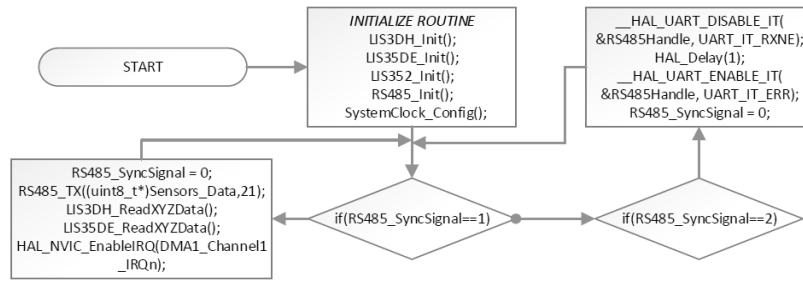 START
INITIALIZE ROUTINE
LIS3DH_Init();
LIS35DE_Init();
LIS352_Init();
RS485_Init();
SystemClock_Config();
__HAL_UART_DISABLE_IT(
&RS485Handle, UART_IT_RXNE);
HAL_Delay(1);
__HAL_UART_ENABLE_IT(
&RS485Handle, UART_IT_ERR);
RS485_SyncSignal = 0;
RS485_SyncSignal = 0;
RS485_TX((uint8_t*)Sensors_Data,21);
LIS3DH_ReadXYZData();
LIS35DE_ReadXYZData();
HAL_NVIC_EnableIRQ(DMA1_Channel1
_IRQn);
if(RS485_SyncSignal==1)
if(RS485_SyncSignal==2)